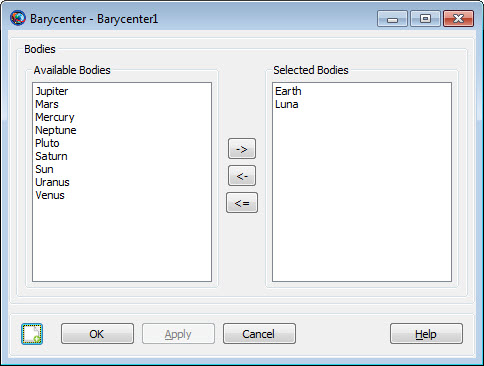 Barycenter - Barycenter1
Bodies
Available Bodies
Jupiter
Mars
Mercury
Neptune
Pluto
Saturn
Sun
Uranus
Venus
->
<-
<=
Selected Bodies
Earth
Luna
OK
Apply
Cancel
Help